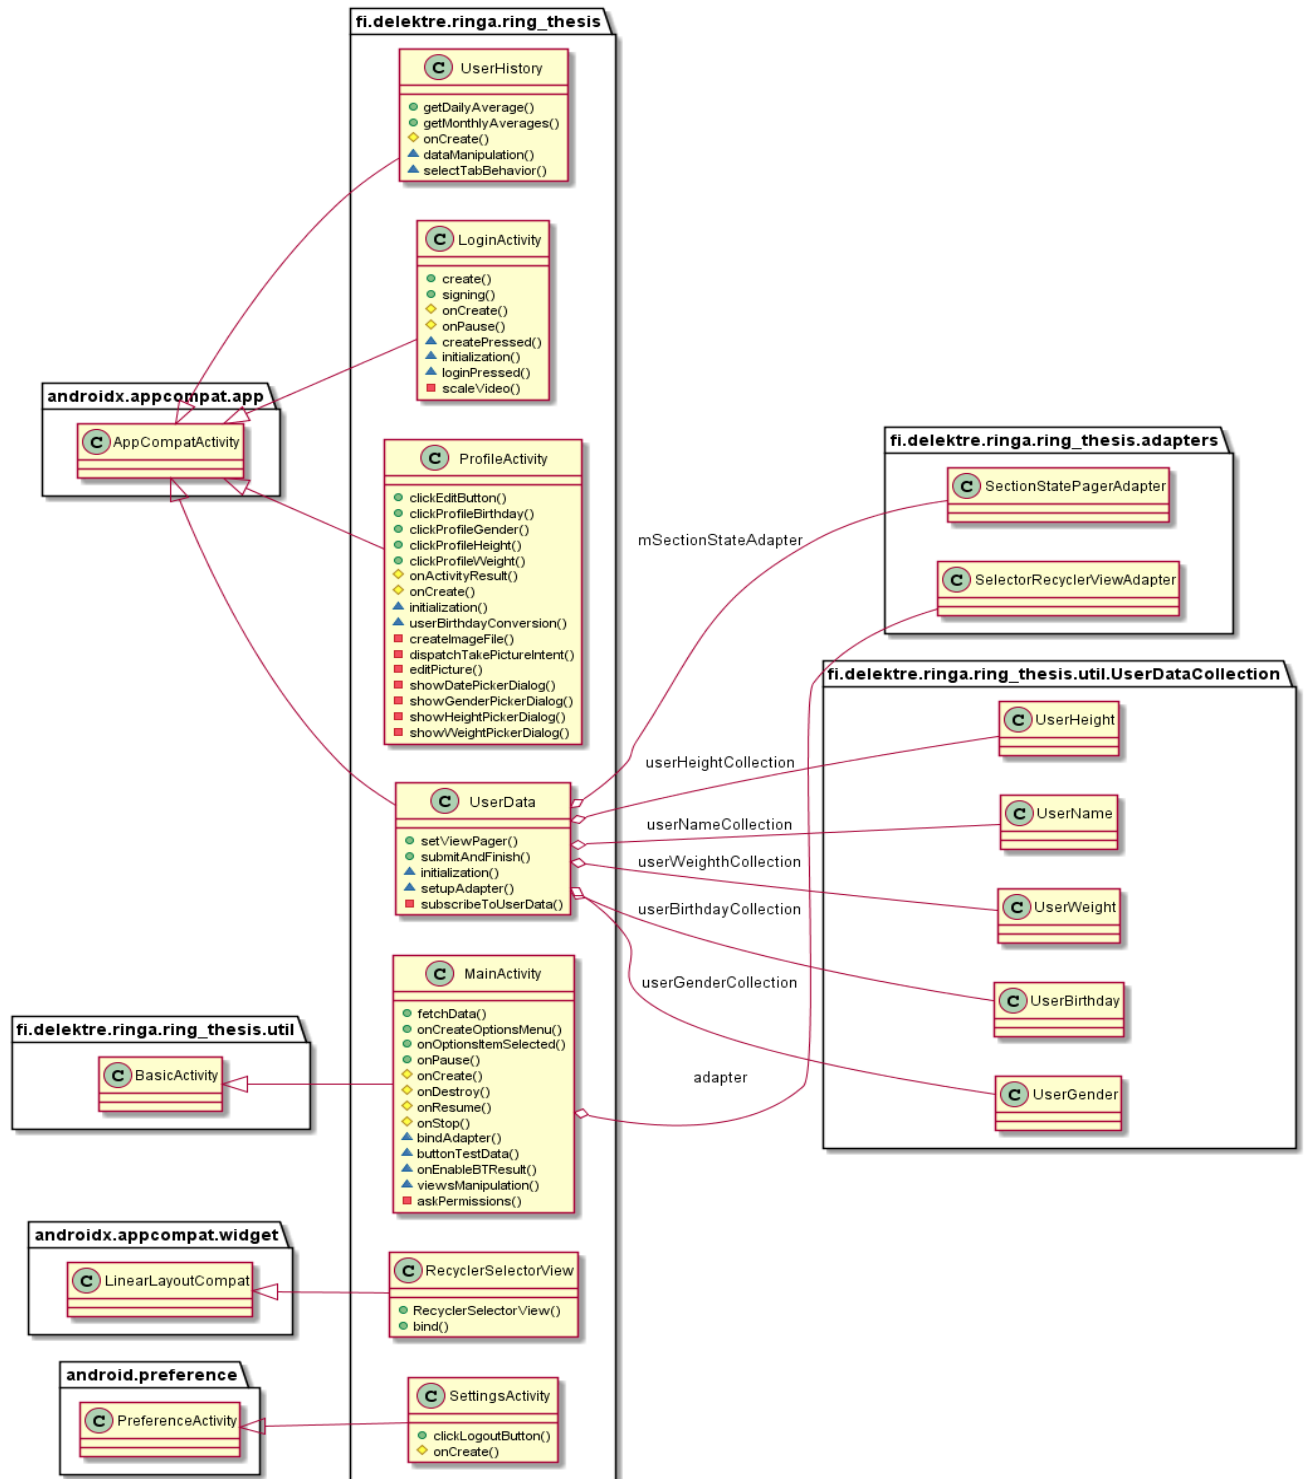 fi.delektre.ringa.ring_thesis
C UserHistory
getDailyAverage()
getMonthlyAverages()
onCreate()
dataManipulation()
selectTabBehavior()
C LoginActivity
create()
signing()
onCreate()
onPause()
createPressed()
initialization()
loginPressed()
scaleVideo()
androidx.appcompat.app
C AppCompatActivity
C ProfileActivity
clickEditButton()
clickProfileBirthday()
clickProfileGender()
clickProfileHeight()
clickProfileWeight()
onActivityResult()
onCreate()
initialization()
userBirthdayConversion()
createImageFile()
dispatchTakePictureIntent()
editPicture()
showDatePickerDialog()
showGenderPickerDialog()
showHeightPickerDialog()
showWeightPickerDialog()
fi.delektre.ringa.ring_thesis.adapters
C SectionStatePagerAdapter
C SelectorRecyclerViewAdapter
mSectionStateAdapter
fi.delektre.ringa.ring_thesis.util.UserDataCollection
C UserHeight
C UserName
C UserWeight
C UserBirthday
C UserGender
userHeightCollection
userNameCollection
userWeighthCollection
userBirthdayCollection
userGenderCollection
adapter
C UserData
setViewPager()
submitAndFinish()
initialization()
setupAdapter()
subscribeToUserData()
C MainActivity
fetchData()
onCreateOptionsMenu()
onOptionsItemSelected()
onPause()
onCreate()
onDestroy()
onResume()
onStop()
bindAdapter()
buttonTestData()
onEnableBTResult()
viewsManipulation()
askPermissions()
fi.delektre.ringa.ring_thesis.util
C BasicActivity
androidx.appcompat.widget
C LinearLayoutCompat
C RecyclerSelectorView
RecyclerSelectorView()
bind()
android.preference
C PreferenceActivity
C SettingsActivity
clickLogoutButton()
onCreate()